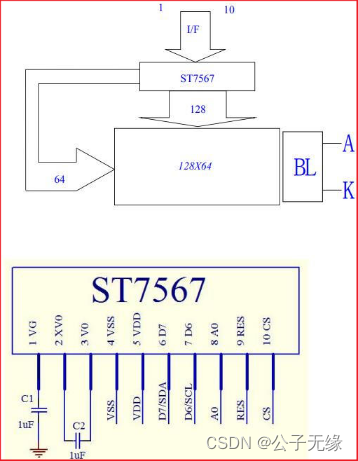 1
10
I/F
ST7567
128
64
128X64
BL
A
K
ST7567
1 VG
2 XV0
3 V0
4 VSS
5 VDD
6 D7
7 D6
8 A0
9 RES
10 CS
C1
1uF
C2
1uF
VSS
VDD
D7/SDA
D6/SCL
A0
RES
CS
CSDN @公子无缘